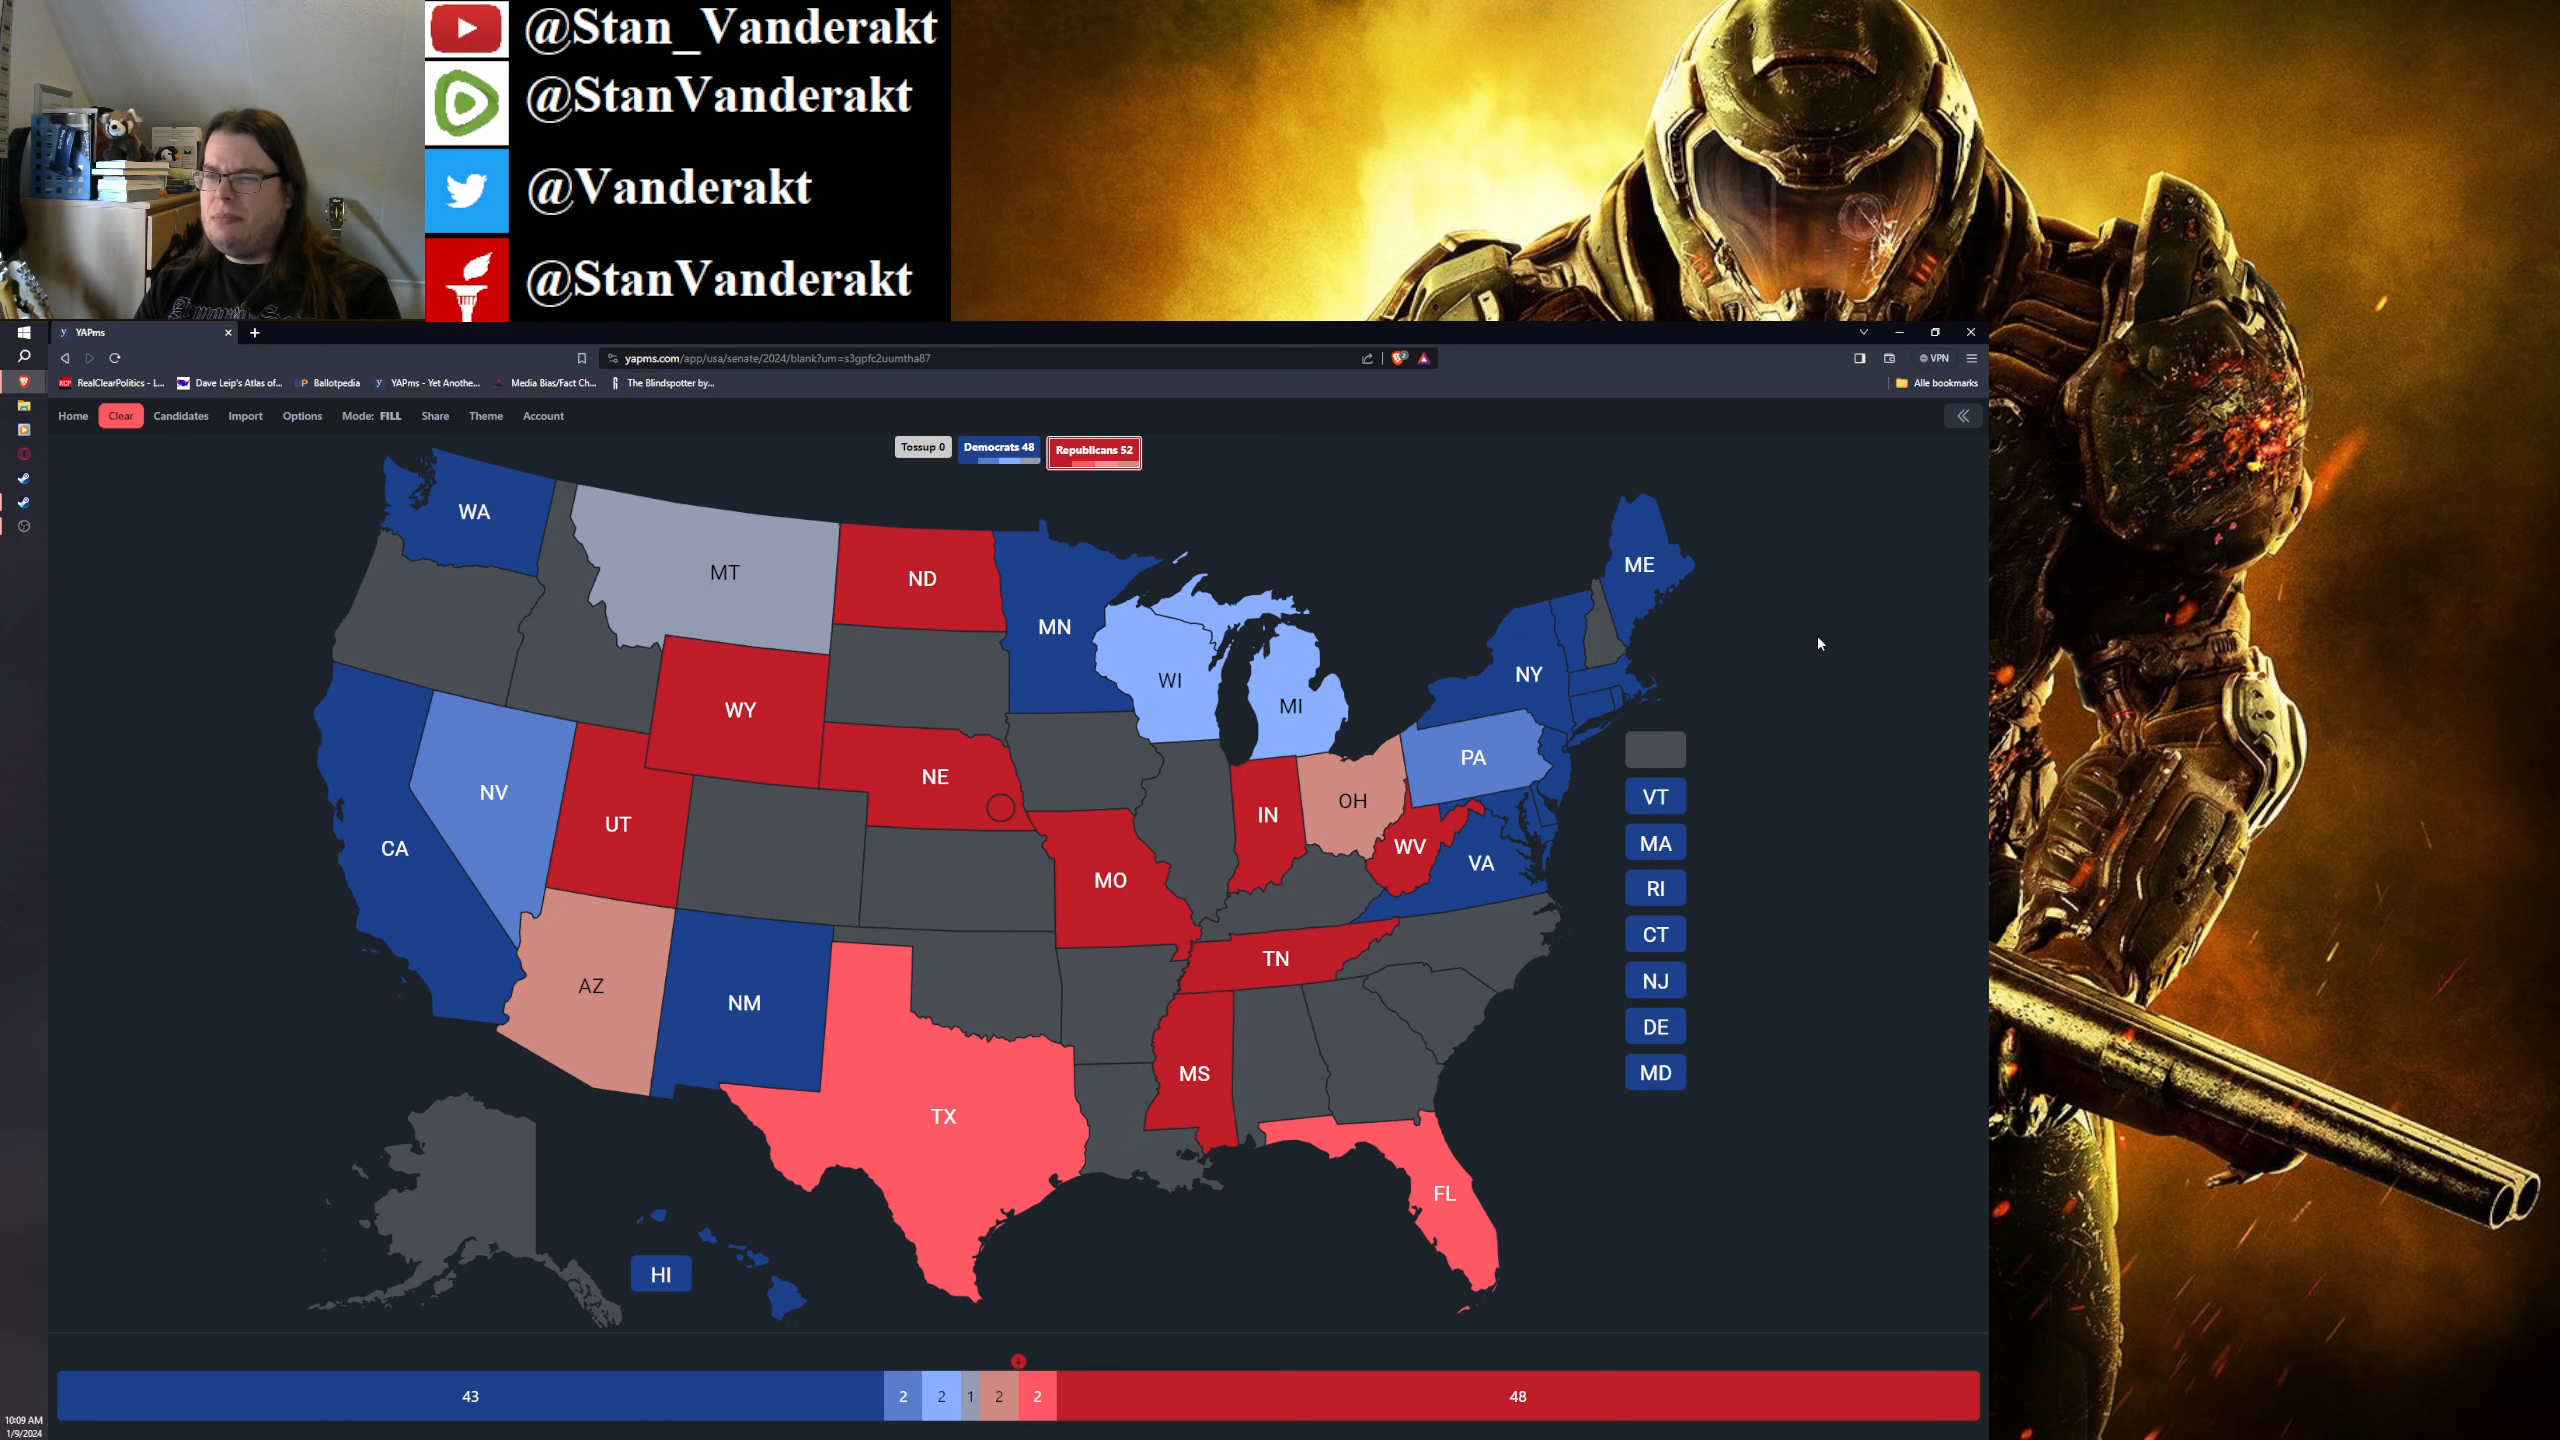 @Stan_Vanderakt
@StanVanderakt
@Vanderakt
@StanVanderakt
YAPms
yapms.com/app/usa/senate/2024/blank?um=s3gpfc2uumtha87
VPN
RealClearPolitics - L...
Dave Leip's Atlas of...
Ballotpedia
YAPms - Yet Anothe...
Media Bias/Fact Ch...
The Blindspotter by...
Alle bookmarks
Home Clear Candidates Import Options Mode: FILL Share Theme Account
Tossup 0 Democrats 48 Republicans 52
WA
MT
ND
MN
ME
WI
MI
NY
WY
NE
PA
NV
UT
IN
OH
WV
VA
CA
MO
TN
AZ
NM
MS
TX
FL
HI
VT
MA
RI
CT
NJ
DE
MD
43 2 2 1 2 2 48
10:09 AM
1/9/2024